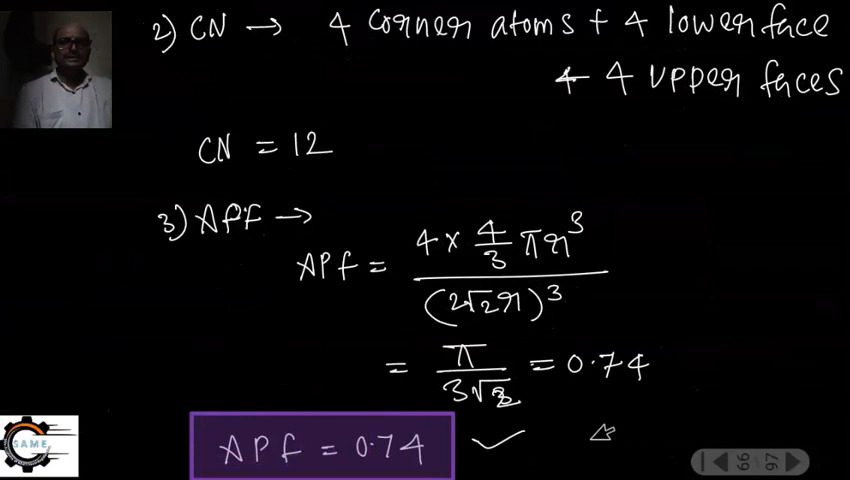 2) CN → 4 corner atoms + 4 lower face
+ 4 upper faces
CN = 12
3) APF →
APf = 4 × 4/3 πr³ / (2√2r)³
= π / 3√2 = 0.74
APf = 0.74 ✓
SAME
66 97